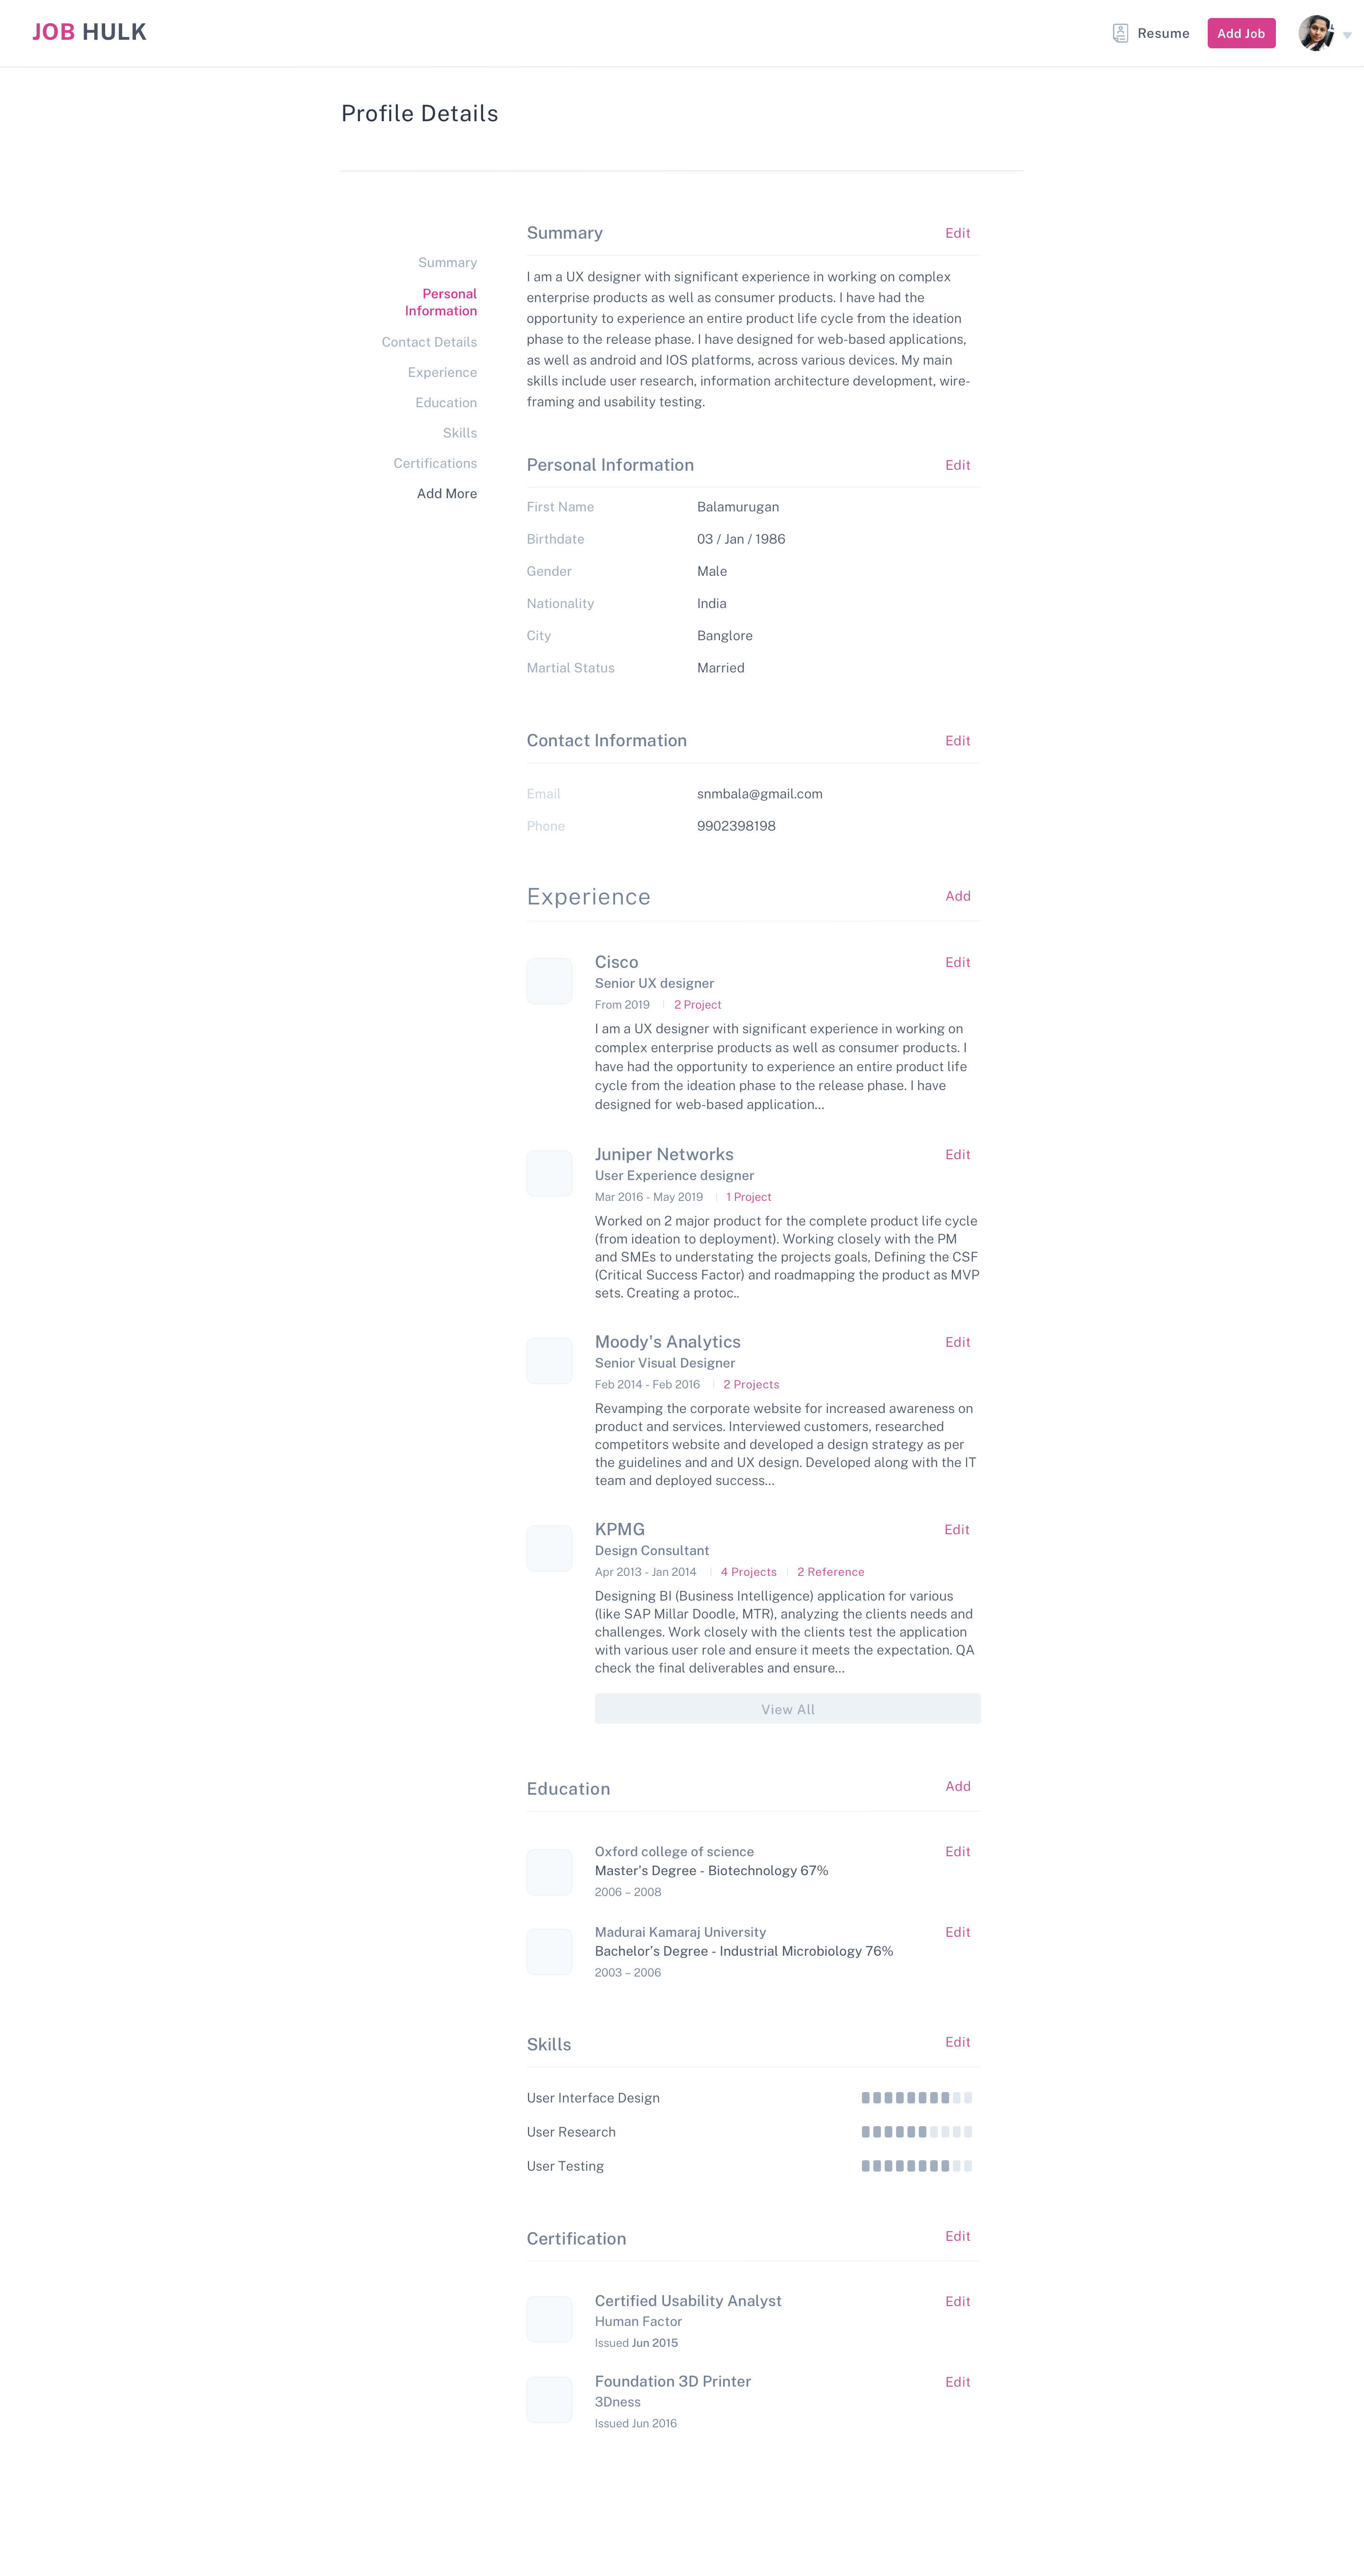 JOB HULK
Resume
Add Job
Profile Details
Summary
Personal
Information
Contact Details
Experience
Education
Skills
Certifications
Add More
Summary Edit
I am a UX designer with significant experience in working on complex
enterprise products as well as consumer products. I have had the
opportunity to experience an entire product life cycle from the ideation
phase to the release phase. I have designed for web-based applications,
as well as android and IOS platforms, across various devices. My main
skills include user research, information architecture development, wire-
framing and usability testing.
Personal Information Edit
First Name Balamurugan
Birthdate 03 / Jan / 1986
Gender Male
Nationality India
City Banglore
Martial Status Married
Contact Information Edit
Email snmbala@gmail.com
Phone 9902398198
Experience Add
Cisco Edit
Senior UX designer
From 2019 | 2 Project
I am a UX designer with significant experience in working on
complex enterprise products as well as consumer products. I
have had the opportunity to experience an entire product life
cycle from the ideation phase to the release phase. I have
designed for web-based application...
Juniper Networks Edit
User Experience designer
Mar 2016 - May 2019 | 1 Project
Worked on 2 major product for the complete product life cycle
(from ideation to deployment). Working closely with the PM
and SMEs to understating the projects goals, Defining the CSF
(Critical Success Factor) and roadmapping the product as MVP
sets. Creating a protoc..
Moody's Analytics Edit
Senior Visual Designer
Feb 2014 - Feb 2016 | 2 Projects
Revamping the corporate website for increased awareness on
product and services. Interviewed customers, researched
competitors website and developed a design strategy as per
the guidelines and and UX design. Developed along with the IT
team and deployed success...
KPMG Edit
Design Consultant
Apr 2013 - Jan 2014 | 4 Projects | 2 Reference
Designing BI (Business Intelligence) application for various
(like SAP Millar Doodle, MTR), analyzing the clients needs and
challenges. Work closely with the clients test the application
with various user role and ensure it meets the expectation. QA
check the final deliverables and ensure...
View All
Education Add
Oxford college of science Edit
Master's Degree - Biotechnology 67%
2006 – 2008
Madurai Kamaraj University Edit
Bachelor's Degree - Industrial Microbiology 76%
2003 – 2006
Skills Edit
User Interface Design
User Research
User Testing
Certification Edit
Certified Usability Analyst Edit
Human Factor
Issued Jun 2015
Foundation 3D Printer Edit
3Dness
Issued Jun 2016